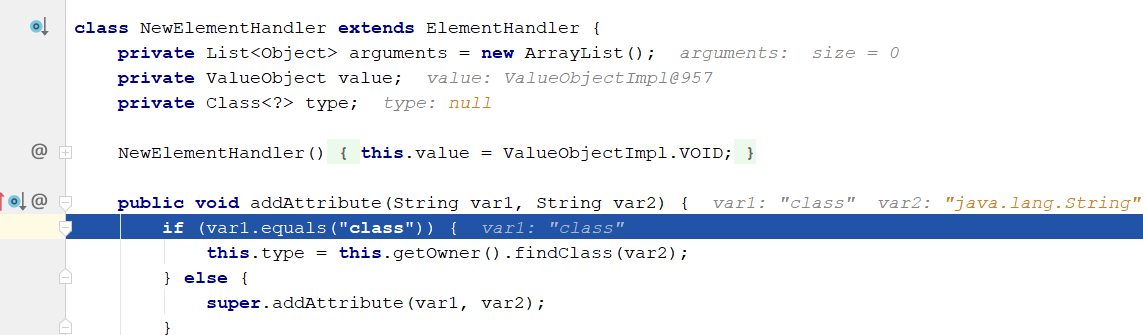 class NewElementHandler extends ElementHandler {
private List<Object> arguments = new ArrayList(); arguments: size = 0
private ValueObject value; value: ValueObjectImpl@957
private Class<?> type; type: null
@ NewElementHandler() { this.value = ValueObjectImpl.VOID; }
@ public void addAttribute(String var1, String var2) { var1: "class" var2: "java.lang.String"
if (var1.equals("class")) { var1: "class"
this.type = this.getOwner().findClass(var2);
} else {
super.addAttribute(var1, var2);
}